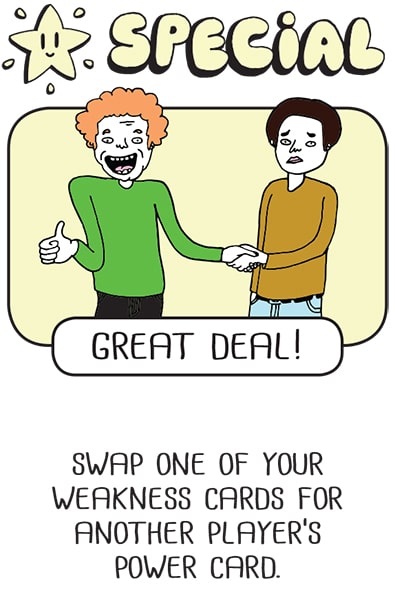 SPECiAL
GREAT DEAL!
SWAP ONE OF YOUR
WEAKNESS CARDS FOR
ANOTHER PLAYER'S
POWER CARD.